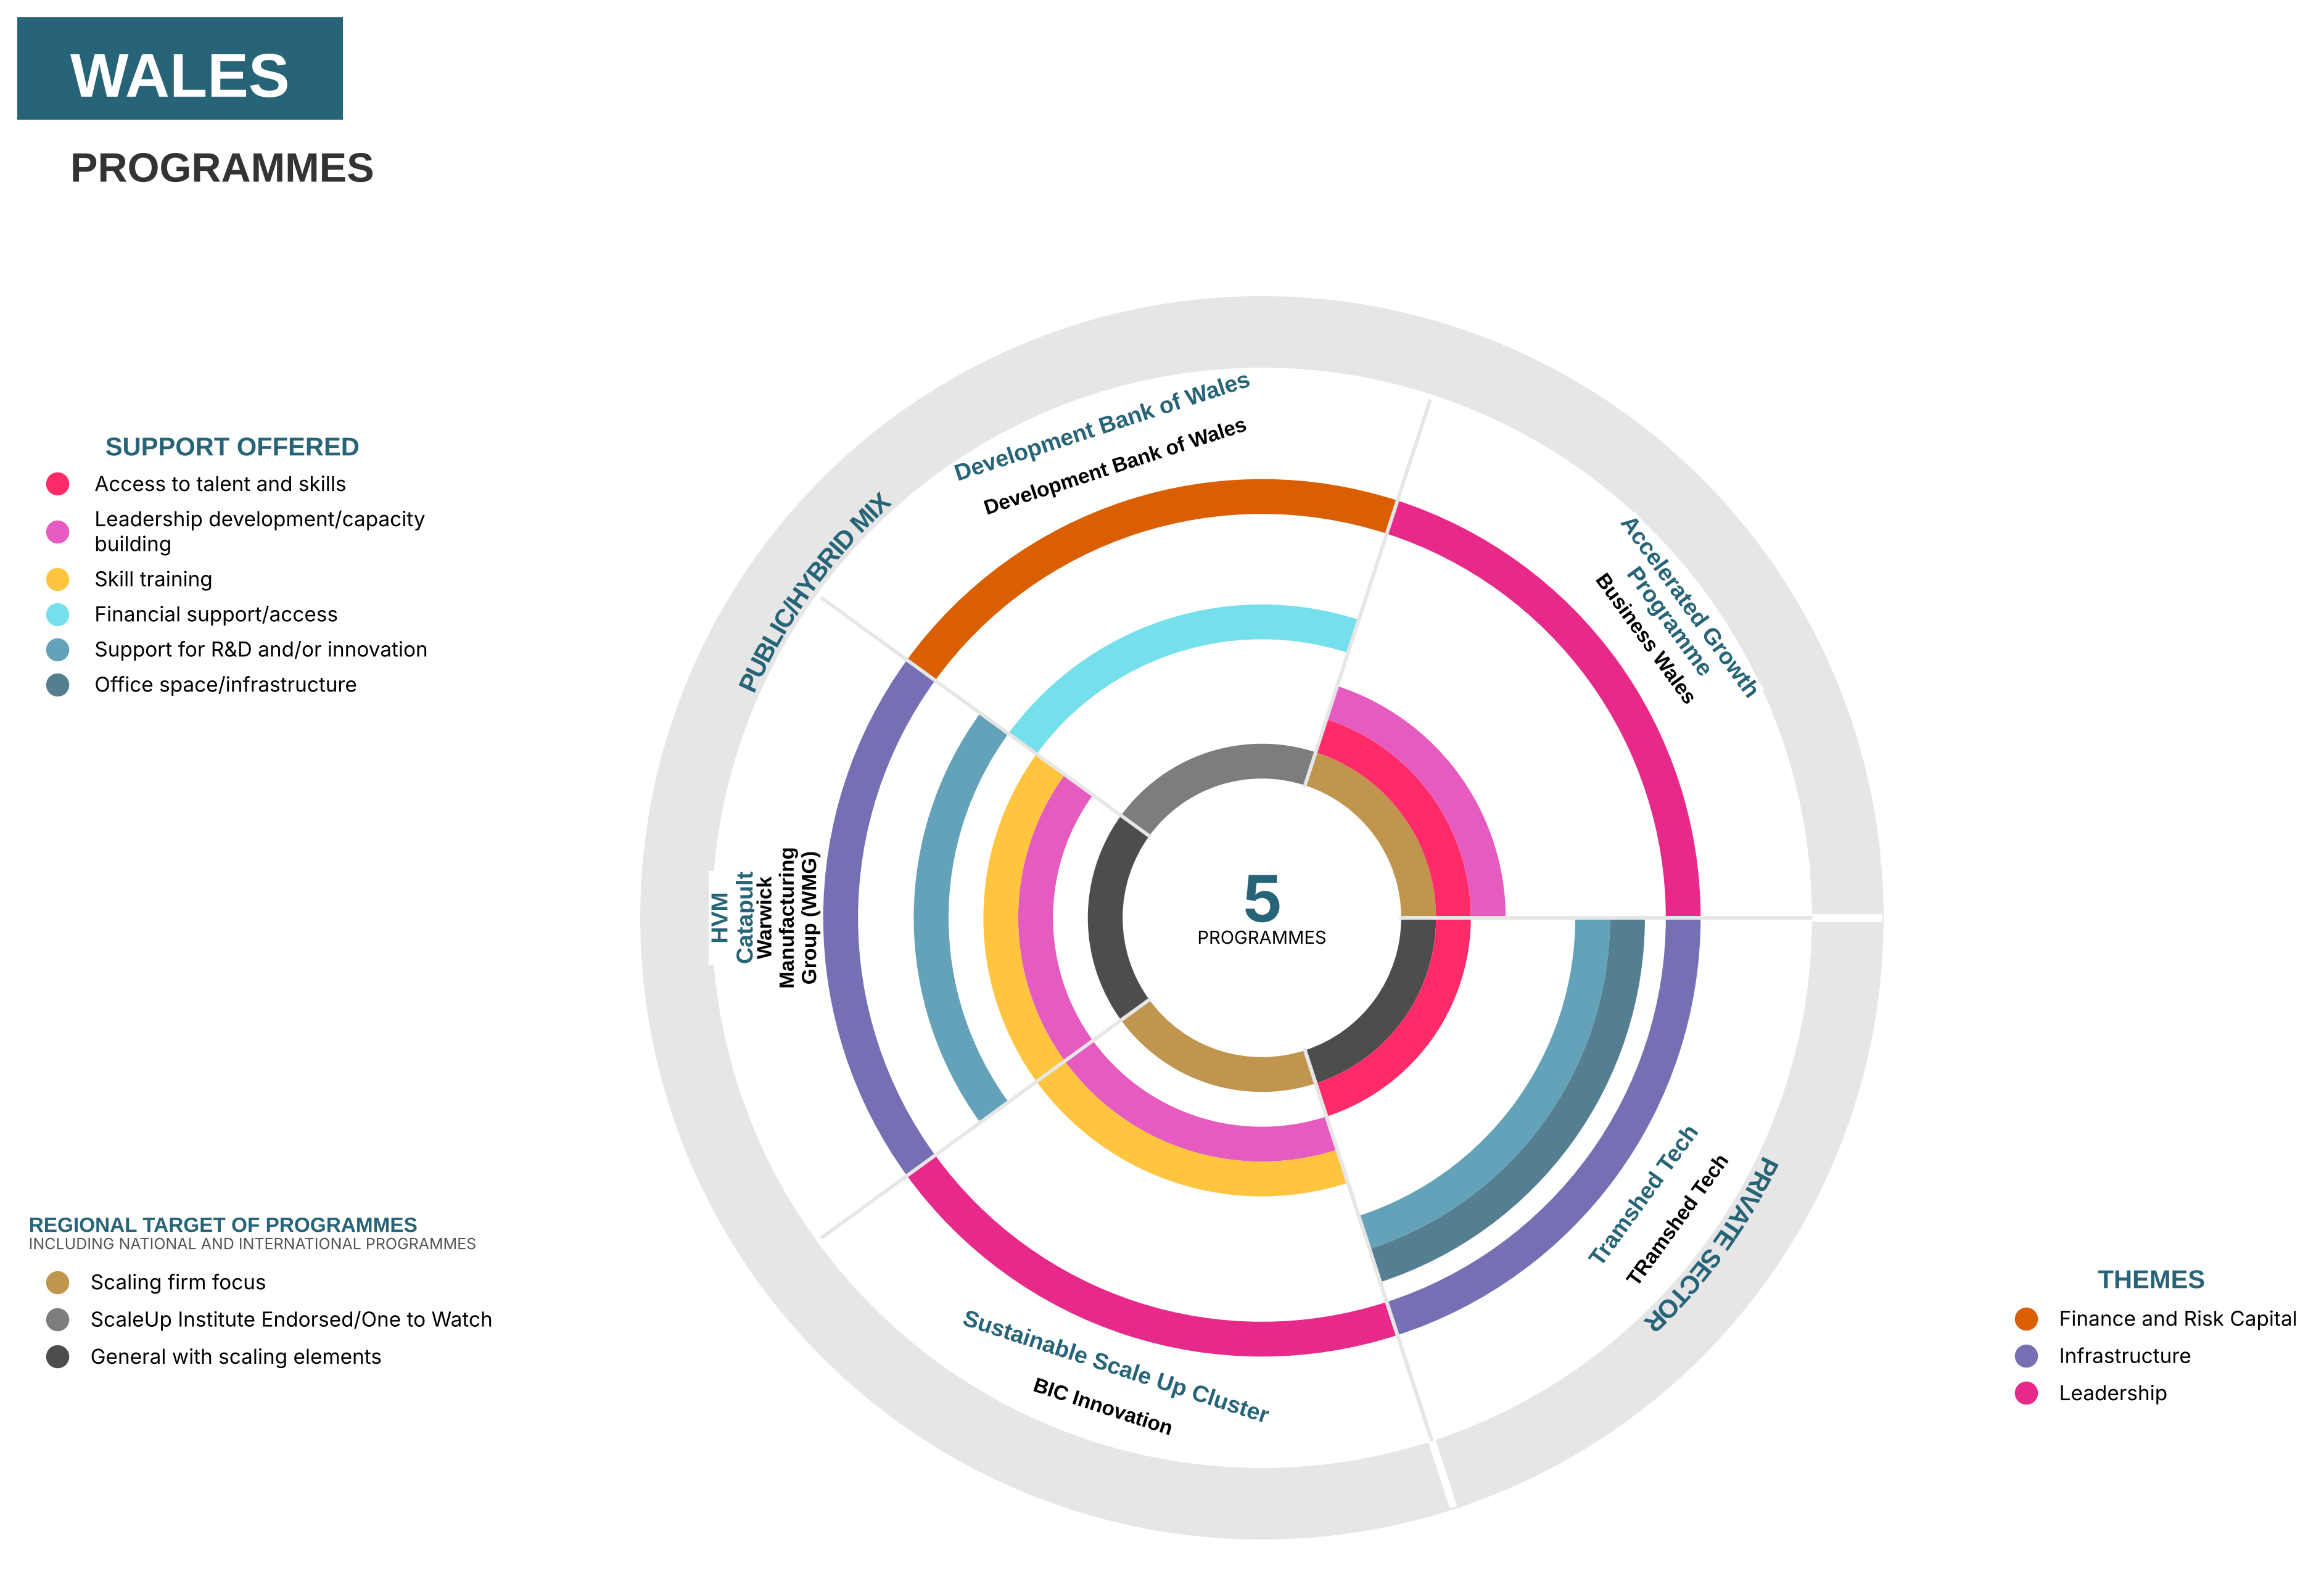 WALES
PROGRAMMES
SUPPORT OFFERED
Access to talent and skills
Leadership development/capacity
building
Skill training
Financial support/access
Support for R&D and/or innovation
Office space/infrastructure
REGIONAL TARGET OF PROGRAMMES
INCLUDING NATIONAL AND INTERNATIONAL PROGRAMMES
Scaling firm focus
ScaleUp Institute Endorsed/One to Watch
General with scaling elements
PUBLIC/HYBRID MIX
Development Bank of Wales
Development Bank of Wales
Accelerated Growth
Programme
Business Wales
HVM
Catapult
Warwick
Manufacturing
Group (WMG)
5
PROGRAMMES
Tramshed Tech
TRamshed Tech
PRIVATE SECTOR
Sustainable Scale Up Cluster
BIC Innovation
THEMES
Finance and Risk Capital
Infrastructure
Leadership